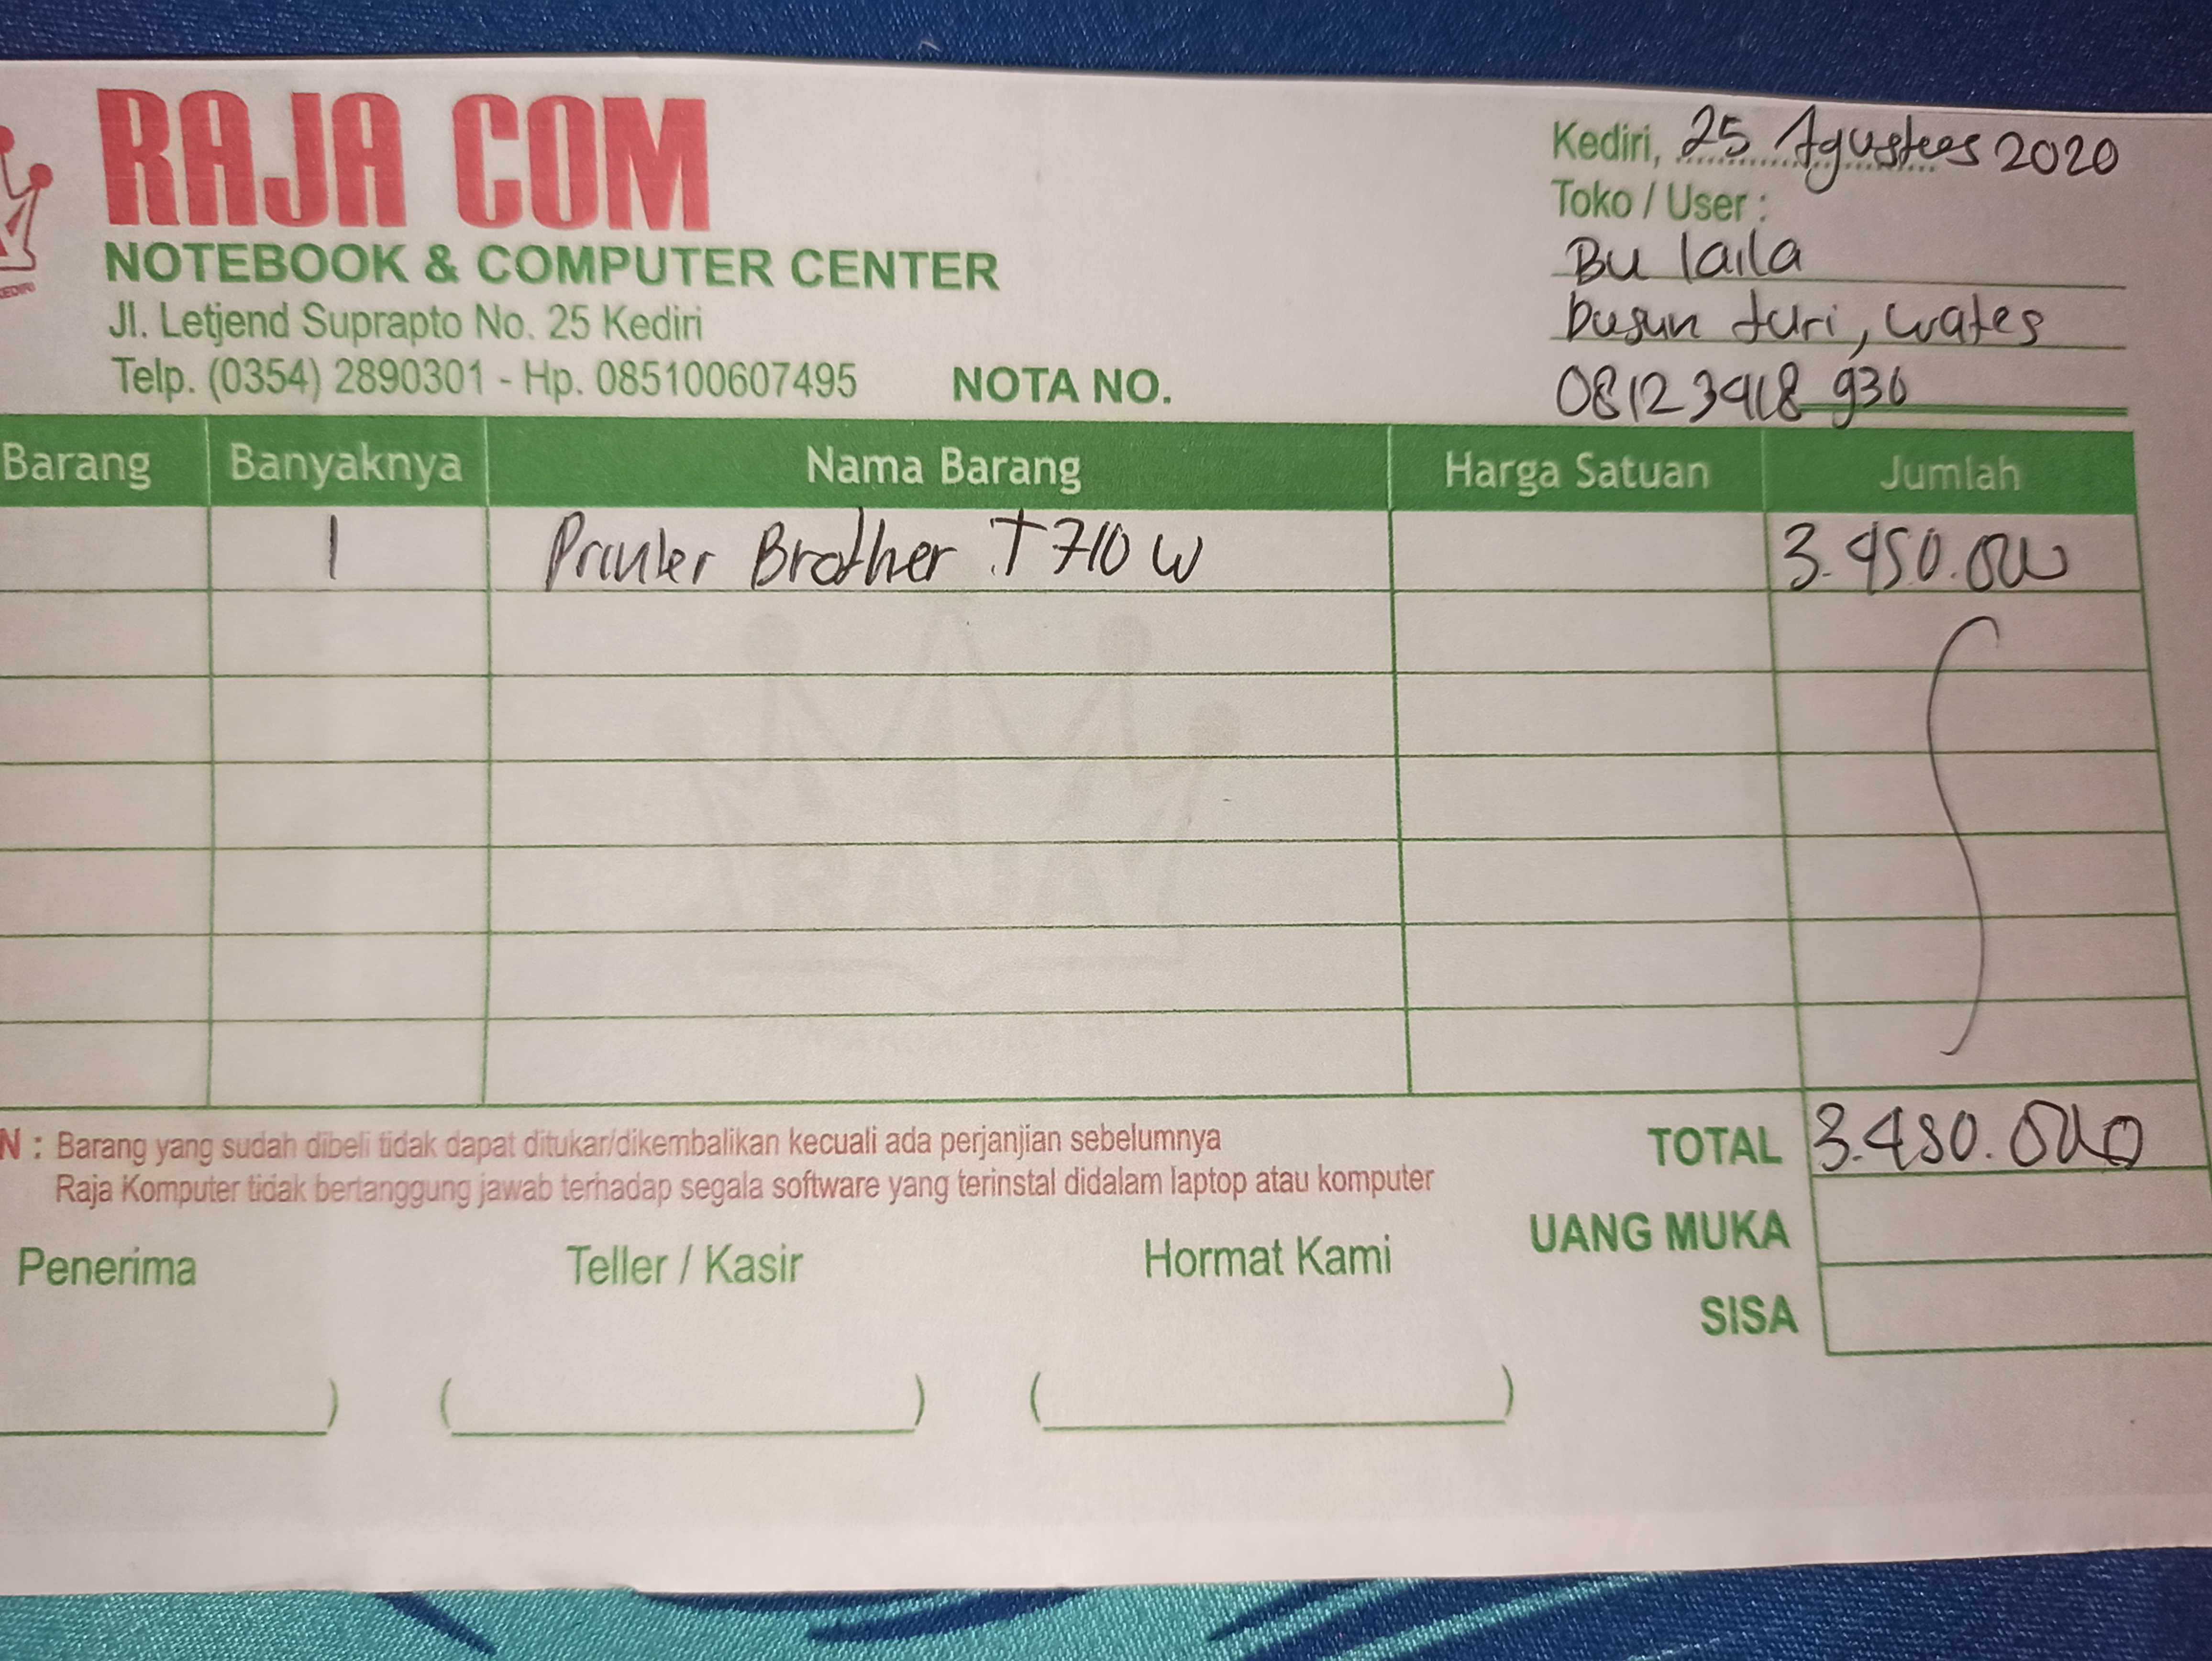 RAJA COM
NOTEBOOK & COMPUTER CENTER
Jl. Letjend Suprapto No. 25 Kediri
Telp. (0354) 2890301 - Hp. 085100607495 NOTA NO.
KEDIRI
Kediri, 25 Agustus 2020
Toko / User :
Bu laila
Dusun turi, wates
Barang Banyaknya Nama Barang Harga Satuan Jumlah
1 Printer Brother T710 W 3.450.000
N : Barang yang sudah dibeli tidak dapat ditukar/dikembalikan kecuali ada perjanjian sebelumnya
Raja Komputer tidak bertanggung jawab terhadap segala software yang terinstal didalam laptop atau komputer
TOTAL 3.450.000
UANG MUKA
SISA
Penerima Teller / Kasir Hormat Kami
) ( ) ( )
RAJA